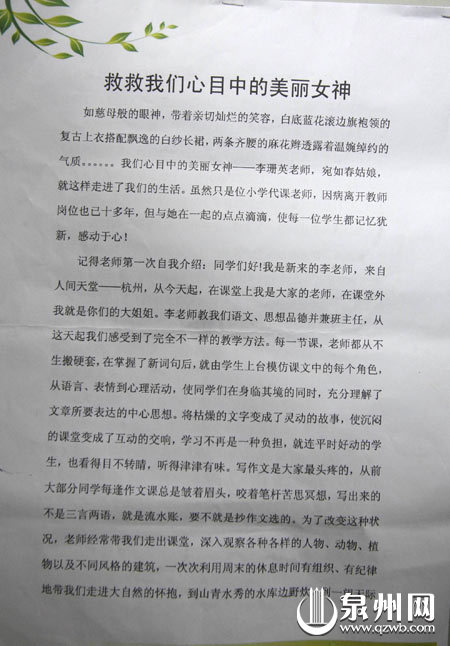 救救我们心目中的美丽女神
如慈母般的眼神，带着亲切灿烂的笑容，白底蓝花滚边旗袍领的
复古上衣搭配飘逸的白纱长裙，两条齐腰的麻花辫透露着温婉绰约的
气质。。。。。。我们心目中的美丽女神——李珊英老师，宛如春姑娘，
就这样走进了我们的生活。虽然只是位小学代课老师，因病离开教师
岗位也已十多年，但与她在一起的点点滴滴，使每一位学生都记忆犹
新，感动于心！
记得老师第一次自我介绍：同学们好!我是新来的李老师，来自
人间天堂——杭州，从今天起，在课堂上我是大家的老师，在课堂外
我就是你们的大姐姐。李老师教我们语文、思想品德并兼班主任，从
这天起我们感受到了完全不一样的教学方法。每一节课，老师都从不
生搬硬套，在掌握了新词句后，就由学生上台模仿课文中的每个角色，
从语言、表情到心理活动，使同学们在身临其境的同时，充分理解了
文章所要表达的中心思想。将枯燥的文字变成了灵动的故事，使沉闷
的课堂变成了互动的交响，学习不再是一种负担，就连平时好动的学
生，也看得目不转睛，听得津津有味。写作文是大家最头疼的，从前
大部分同学每逢作文课总是皱着眉头，咬着笔杆苦思冥想，写出来的
不是三言两语，就是流水账，要不就是抄作文选的。为了改变这种状
况，老师经常带我们走出课堂，深入观察各种各样的人物、动物、植
物以及不同风格的建筑，一次次利用周末的休息时间有组织、有纪律
地带我们走进大自然的怀抱，到山青水秀的水库边野炊，到一望无际
泉州网
www.qzwb.com